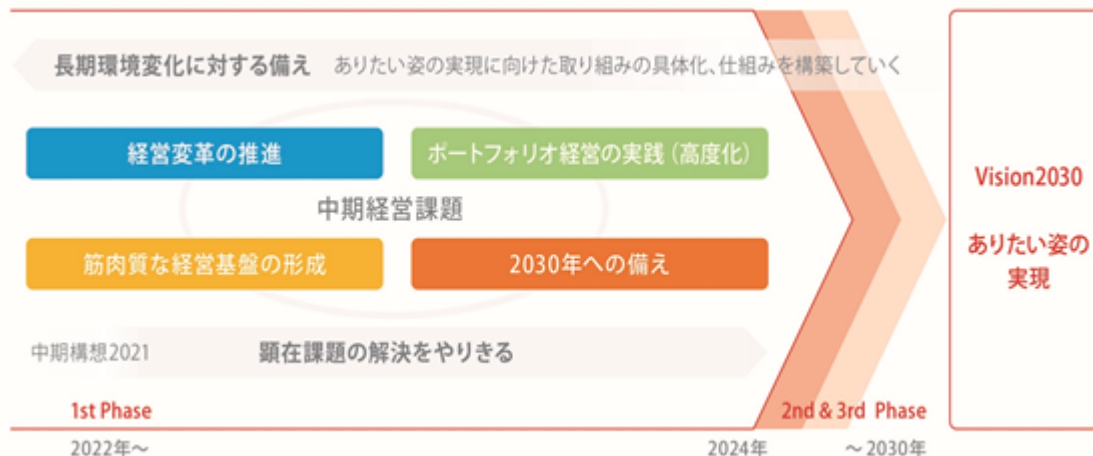 長期環境変化に対する備え ありたい姿の実現に向けた取り組みの具体化、仕組みを構築していく
経営変革の推進
ポートフォリオ経営の実践（高度化）
中期経営課題
筋肉質な経営基盤の形成
2030年への備え
中期構想2021 顕在課題の解決をやりきる
1st Phase
2nd & 3rd Phase
2022年～
2024年
～2030年
Vision2030
ありたい姿の
実現